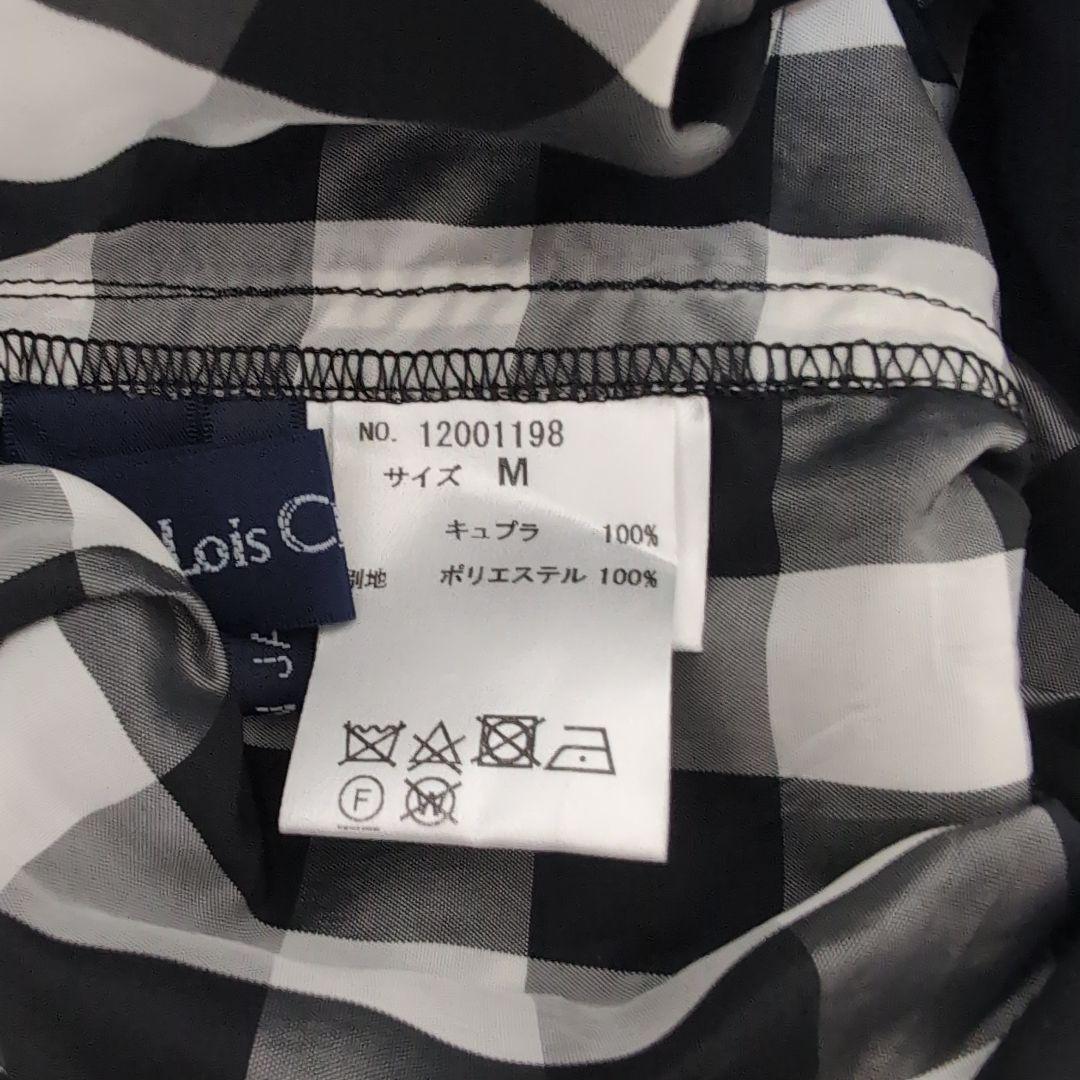 NO. 12001198
サイズ M
キュプラ 100%
別地 ポリエステル 100%
Lois C
JA
F
W